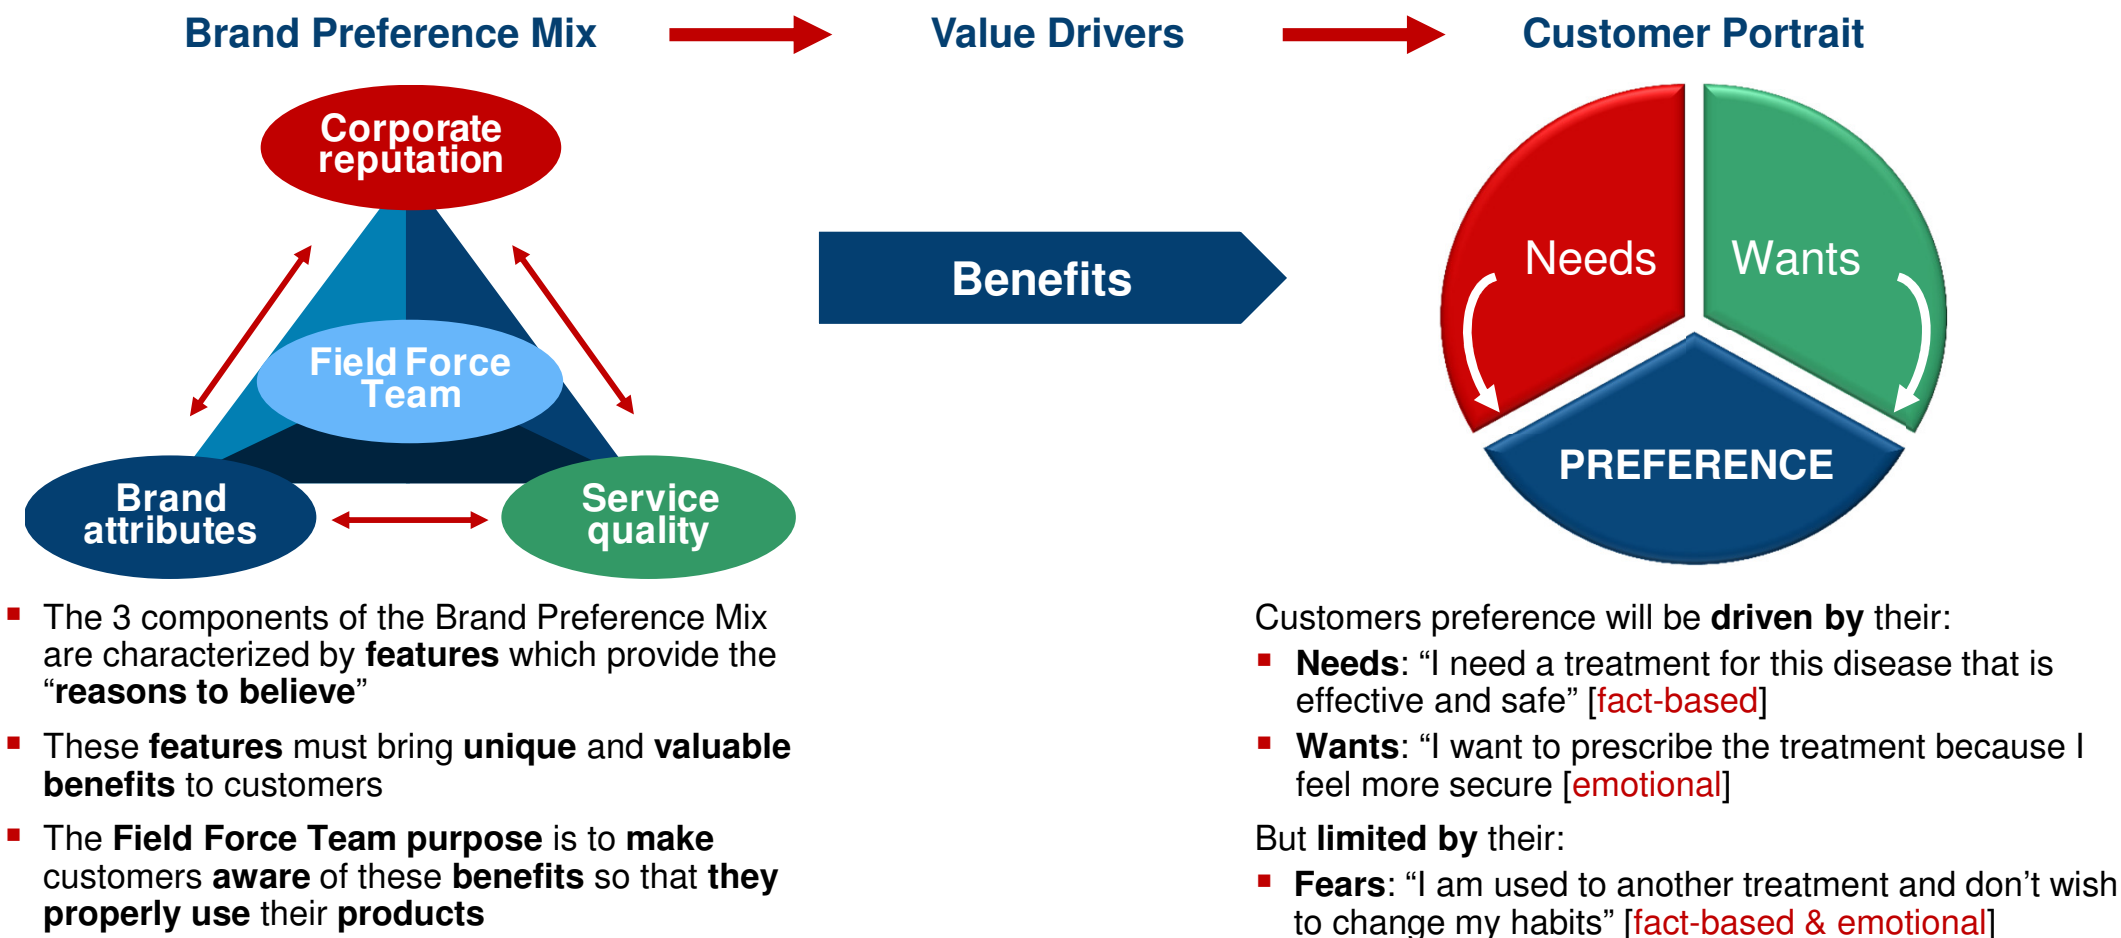 Brand Preference Mix
Value Drivers
Customer Portrait
Corporate
reputation
Field Force
Team
Brand
attributes
Service
quality
Benefits
Needs
Wants
PREFERENCE
▪ The 3 components of the Brand Preference Mix
are characterized by features which provide the
“reasons to believe”
▪ These features must bring unique and valuable
benefits to customers
▪ The Field Force Team purpose is to make
customers aware of these benefits so that they
properly use their products
Customers preference will be driven by their:
▪ Needs: “I need a treatment for this disease that is
effective and safe” [fact-based]
▪ Wants: “I want to prescribe the treatment because I
feel more secure [emotional]
But limited by their:
▪ Fears: “I am used to another treatment and don’t wish
to change my habits” [fact-based & emotional]